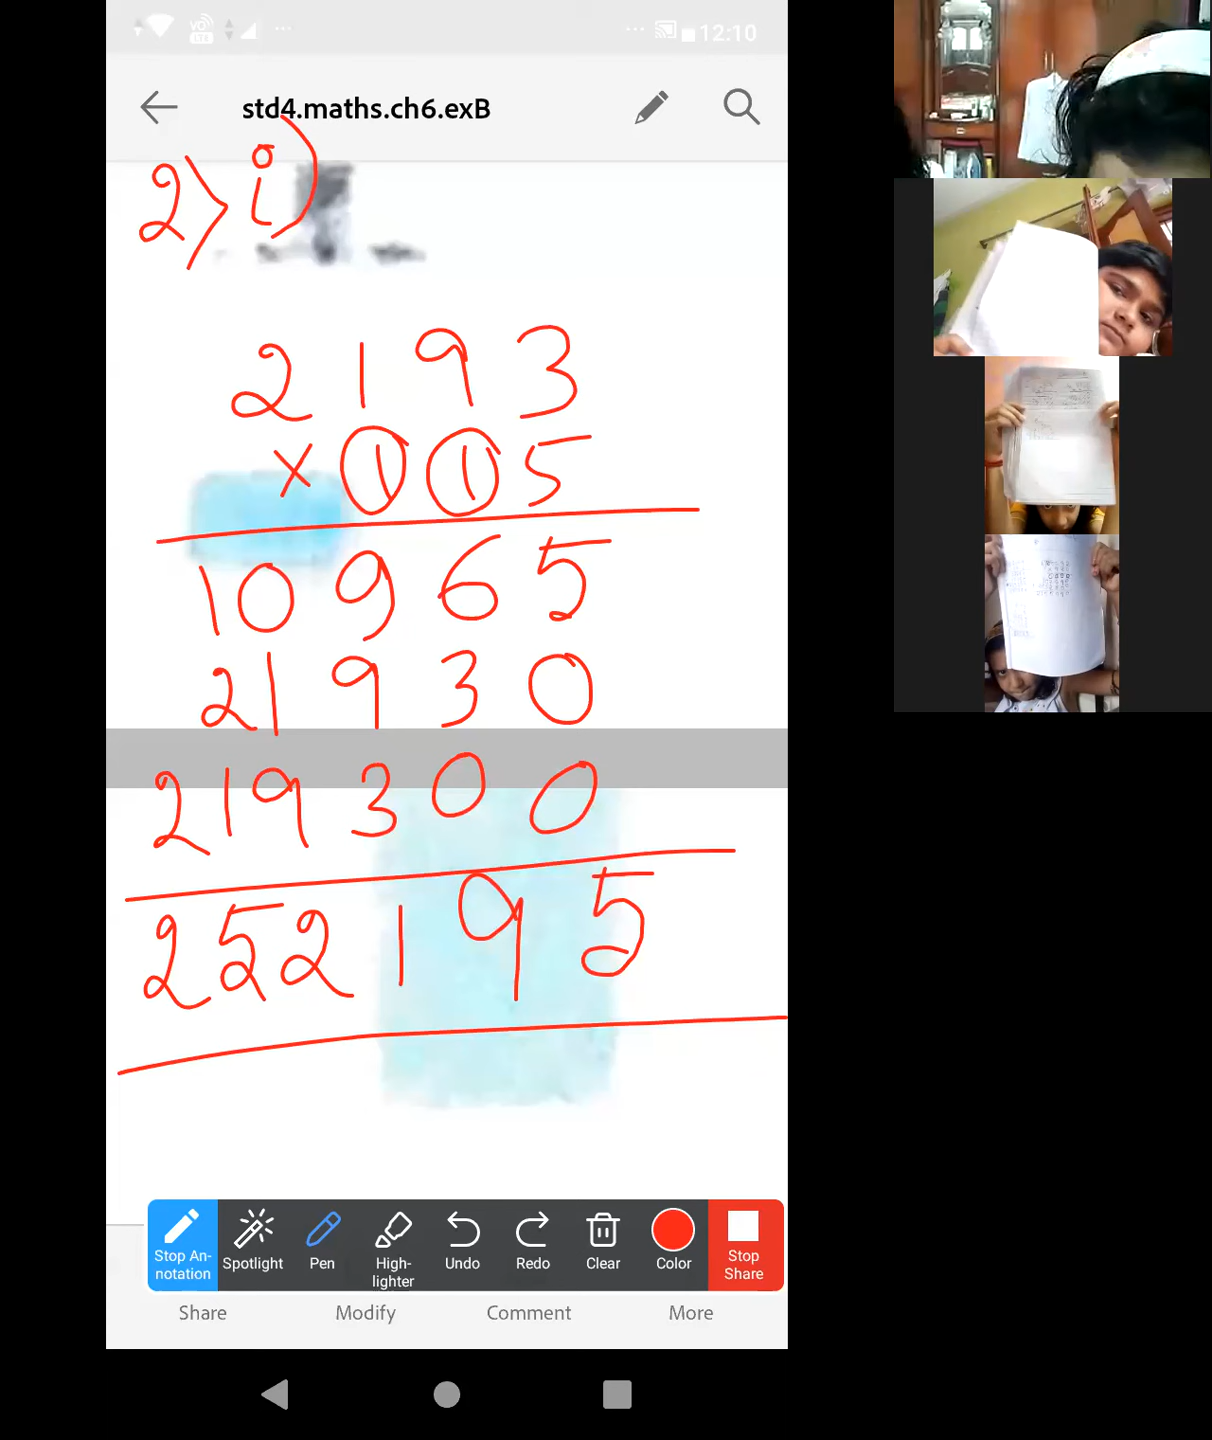 VO) LTE ... ... 12:10
std4.maths.ch6.exB
2> i)
2 1 9 3
× 1 1 5
1 0 9 6 5
2 1 9 3 0
2 1 9 3 0 0
2 5 2 1 9 5
Stop An-
notation
Spotlight
Pen
High-
lighter
Undo
Redo
Clear
Color
Stop
Share
Share Modify Comment More